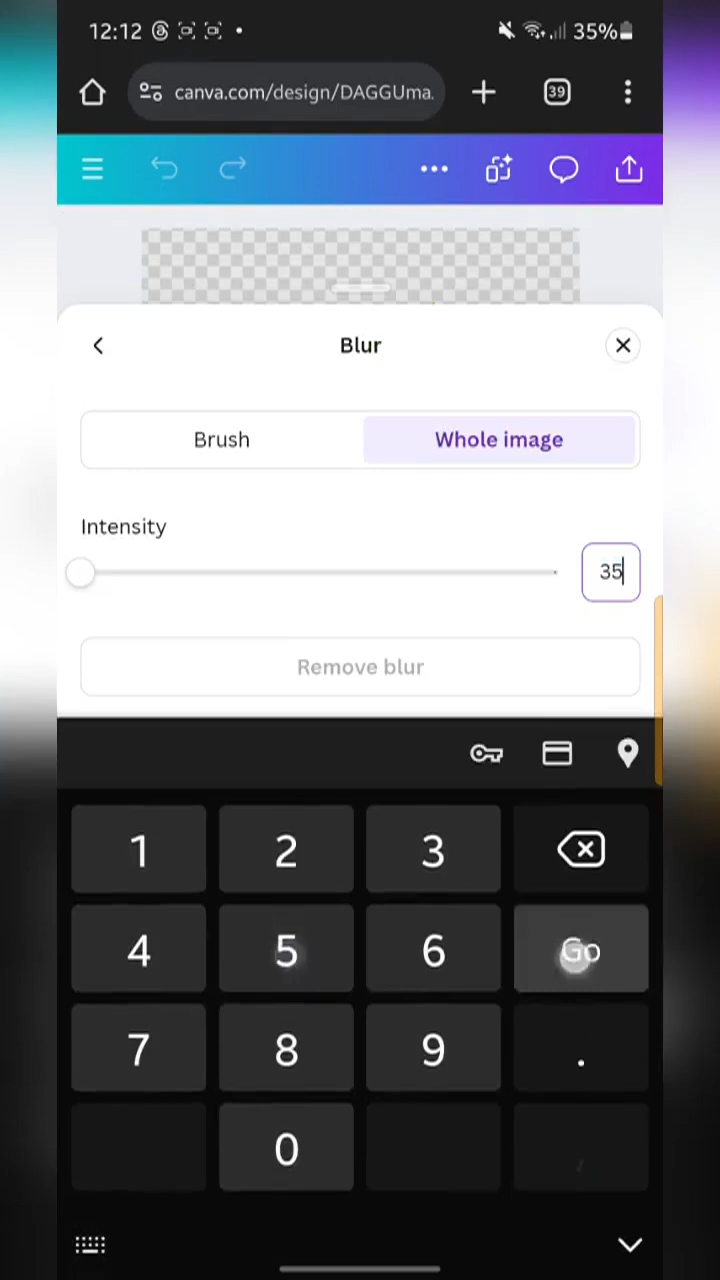 12:12
35%
canva.com/design/DAGGUma.
39
Blur
Brush
Whole image
Intensity
35
Remove blur
1 2 3
4 5 6 Go
7 8 9 .
0 ,